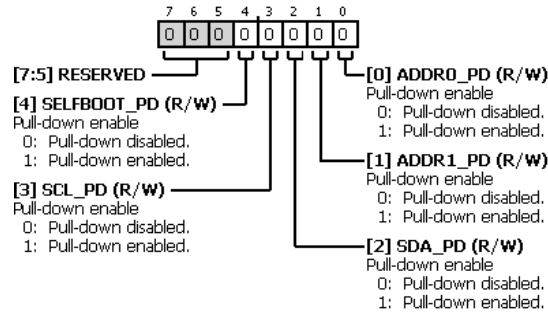 7 6 5 4 3 2 1 0
0 0 0 0 0 0 0 0
[7:5] RESERVED
[4] SELFBOOT_PD (R/W)
Pull-down enable
0: Pull-down disabled.
1: Pull-down enabled.
[3] SCL_PD (R/W)
Pull-down enable
0: Pull-down disabled.
1: Pull-down enabled.
[0] ADDR0_PD (R/W)
Pull-down enable
0: Pull-down disabled.
1: Pull-down enabled.
[1] ADDR1_PD (R/W)
Pull-down enable
0: Pull-down disabled.
1: Pull-down enabled.
[2] SDA_PD (R/W)
Pull-down enable
0: Pull-down disabled.
1: Pull-down enabled.